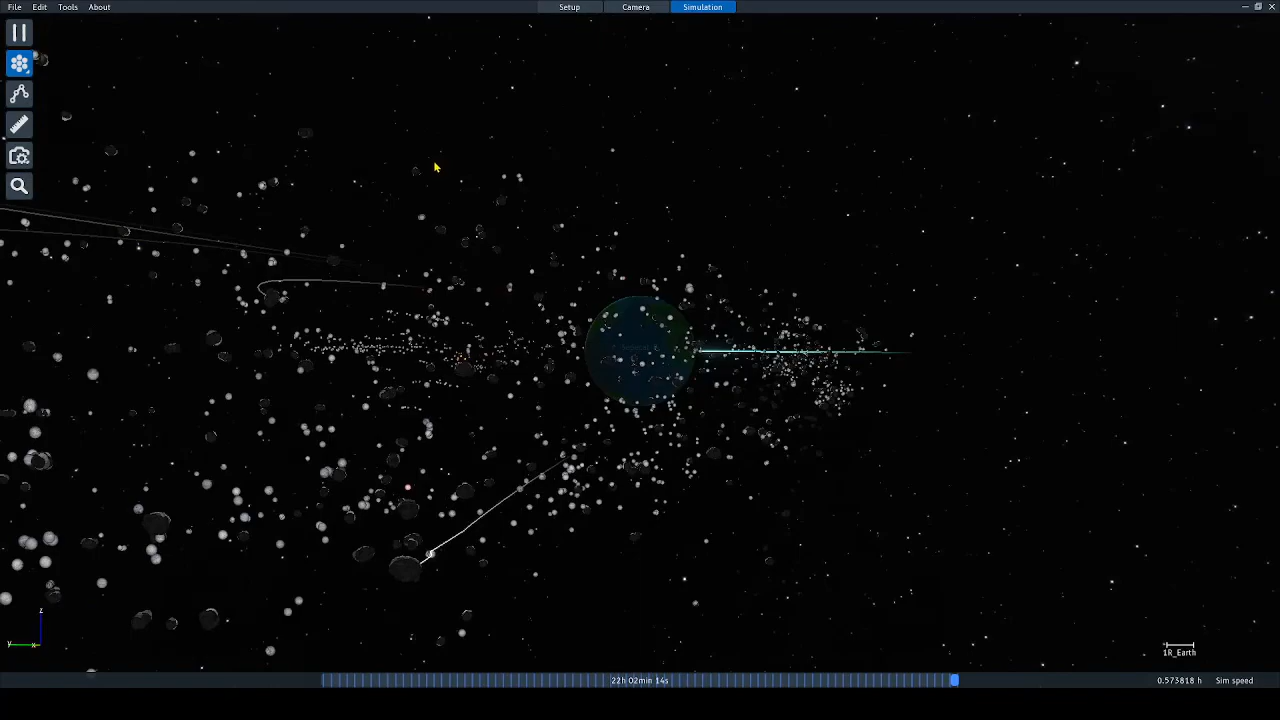 File Edit Tools About
Setup Camera Simulation
z
y x
1R_Earth
22h 02min 14s
0.573818 h Sim speed